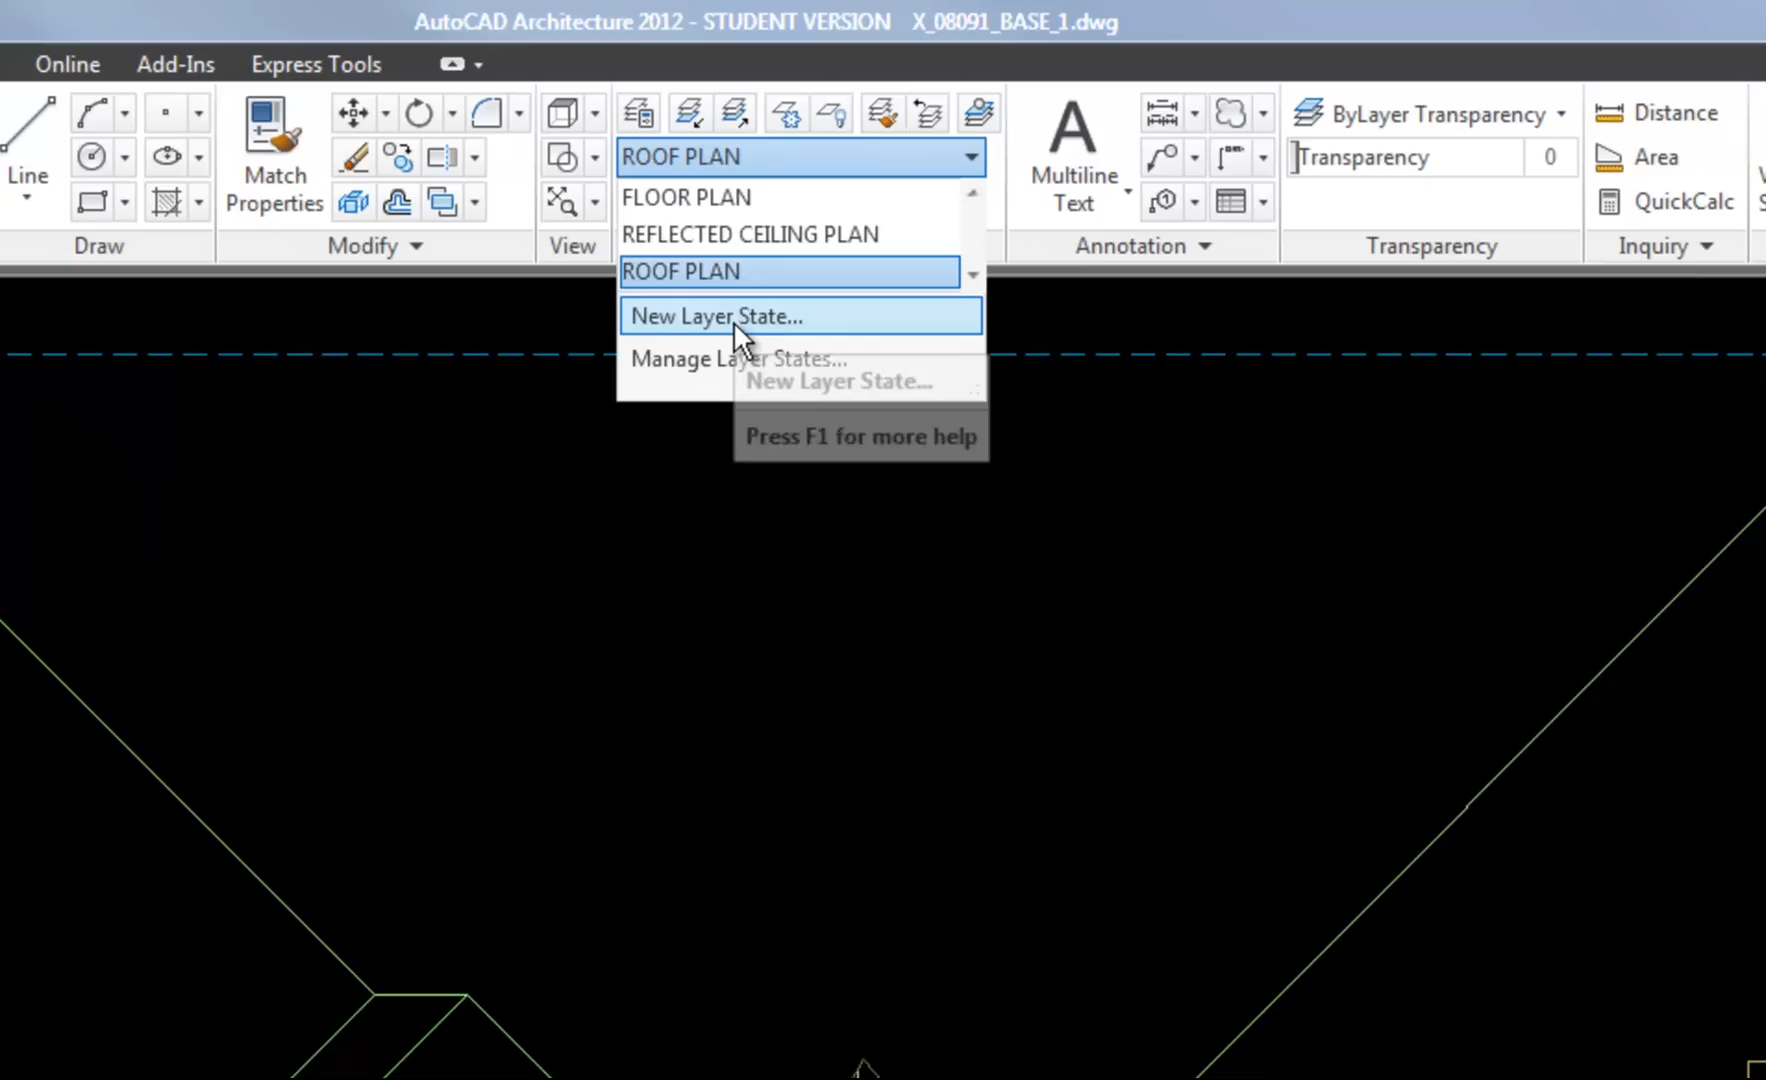 AutoCAD Architecture 2012 - STUDENT VERSION X_08091_BASE_1.dwg
Online Add-Ins Express Tools
Line
Match
Properties
ROOF PLAN
FLOOR PLAN
REFLECTED CEILING PLAN
ROOF PLAN
New Layer State...
Manage Layer States...
New Layer State...
Press F1 for more help
A
Multiline
Text
ByLayer Transparency
Transparency 0
Distance
Area
QuickCalc
Draw
Modify
View
Annotation
Transparency
Inquiry